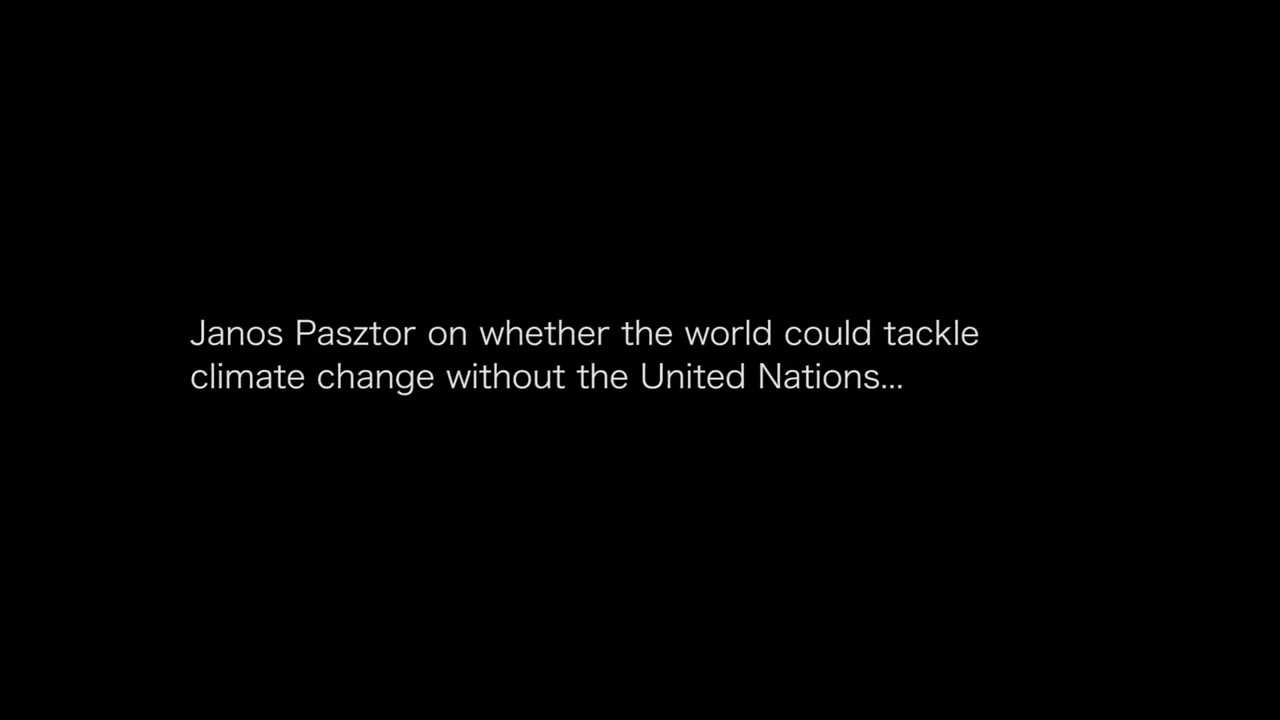 Janos Pasztor on whether the world could tackle
climate change without the United Nations...